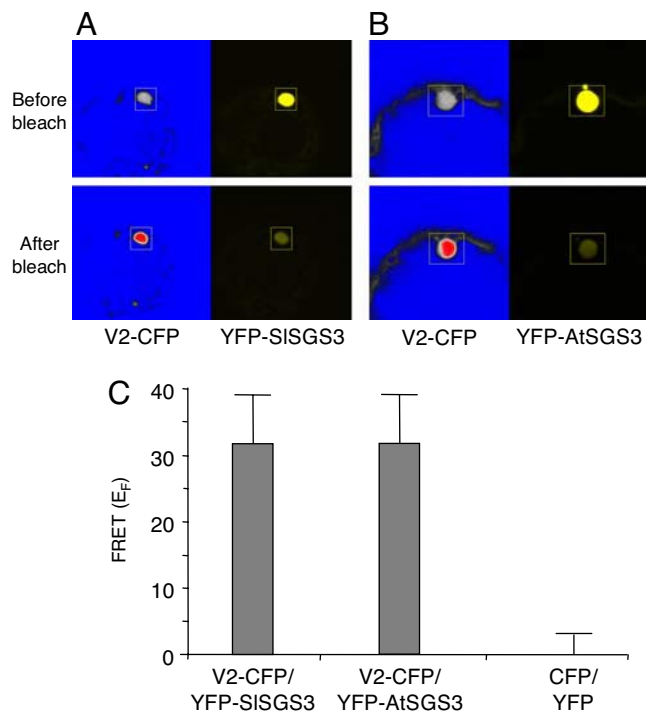 A
B
Before
bleach
After
bleach
V2-CFP
YFP-SlSGS3
V2-CFP
YFP-AtSGS3
C
FRET (EF)
40
30
20
10
0
V2-CFP/
YFP-SlSGS3
V2-CFP/
YFP-AtSGS3
CFP/
YFP